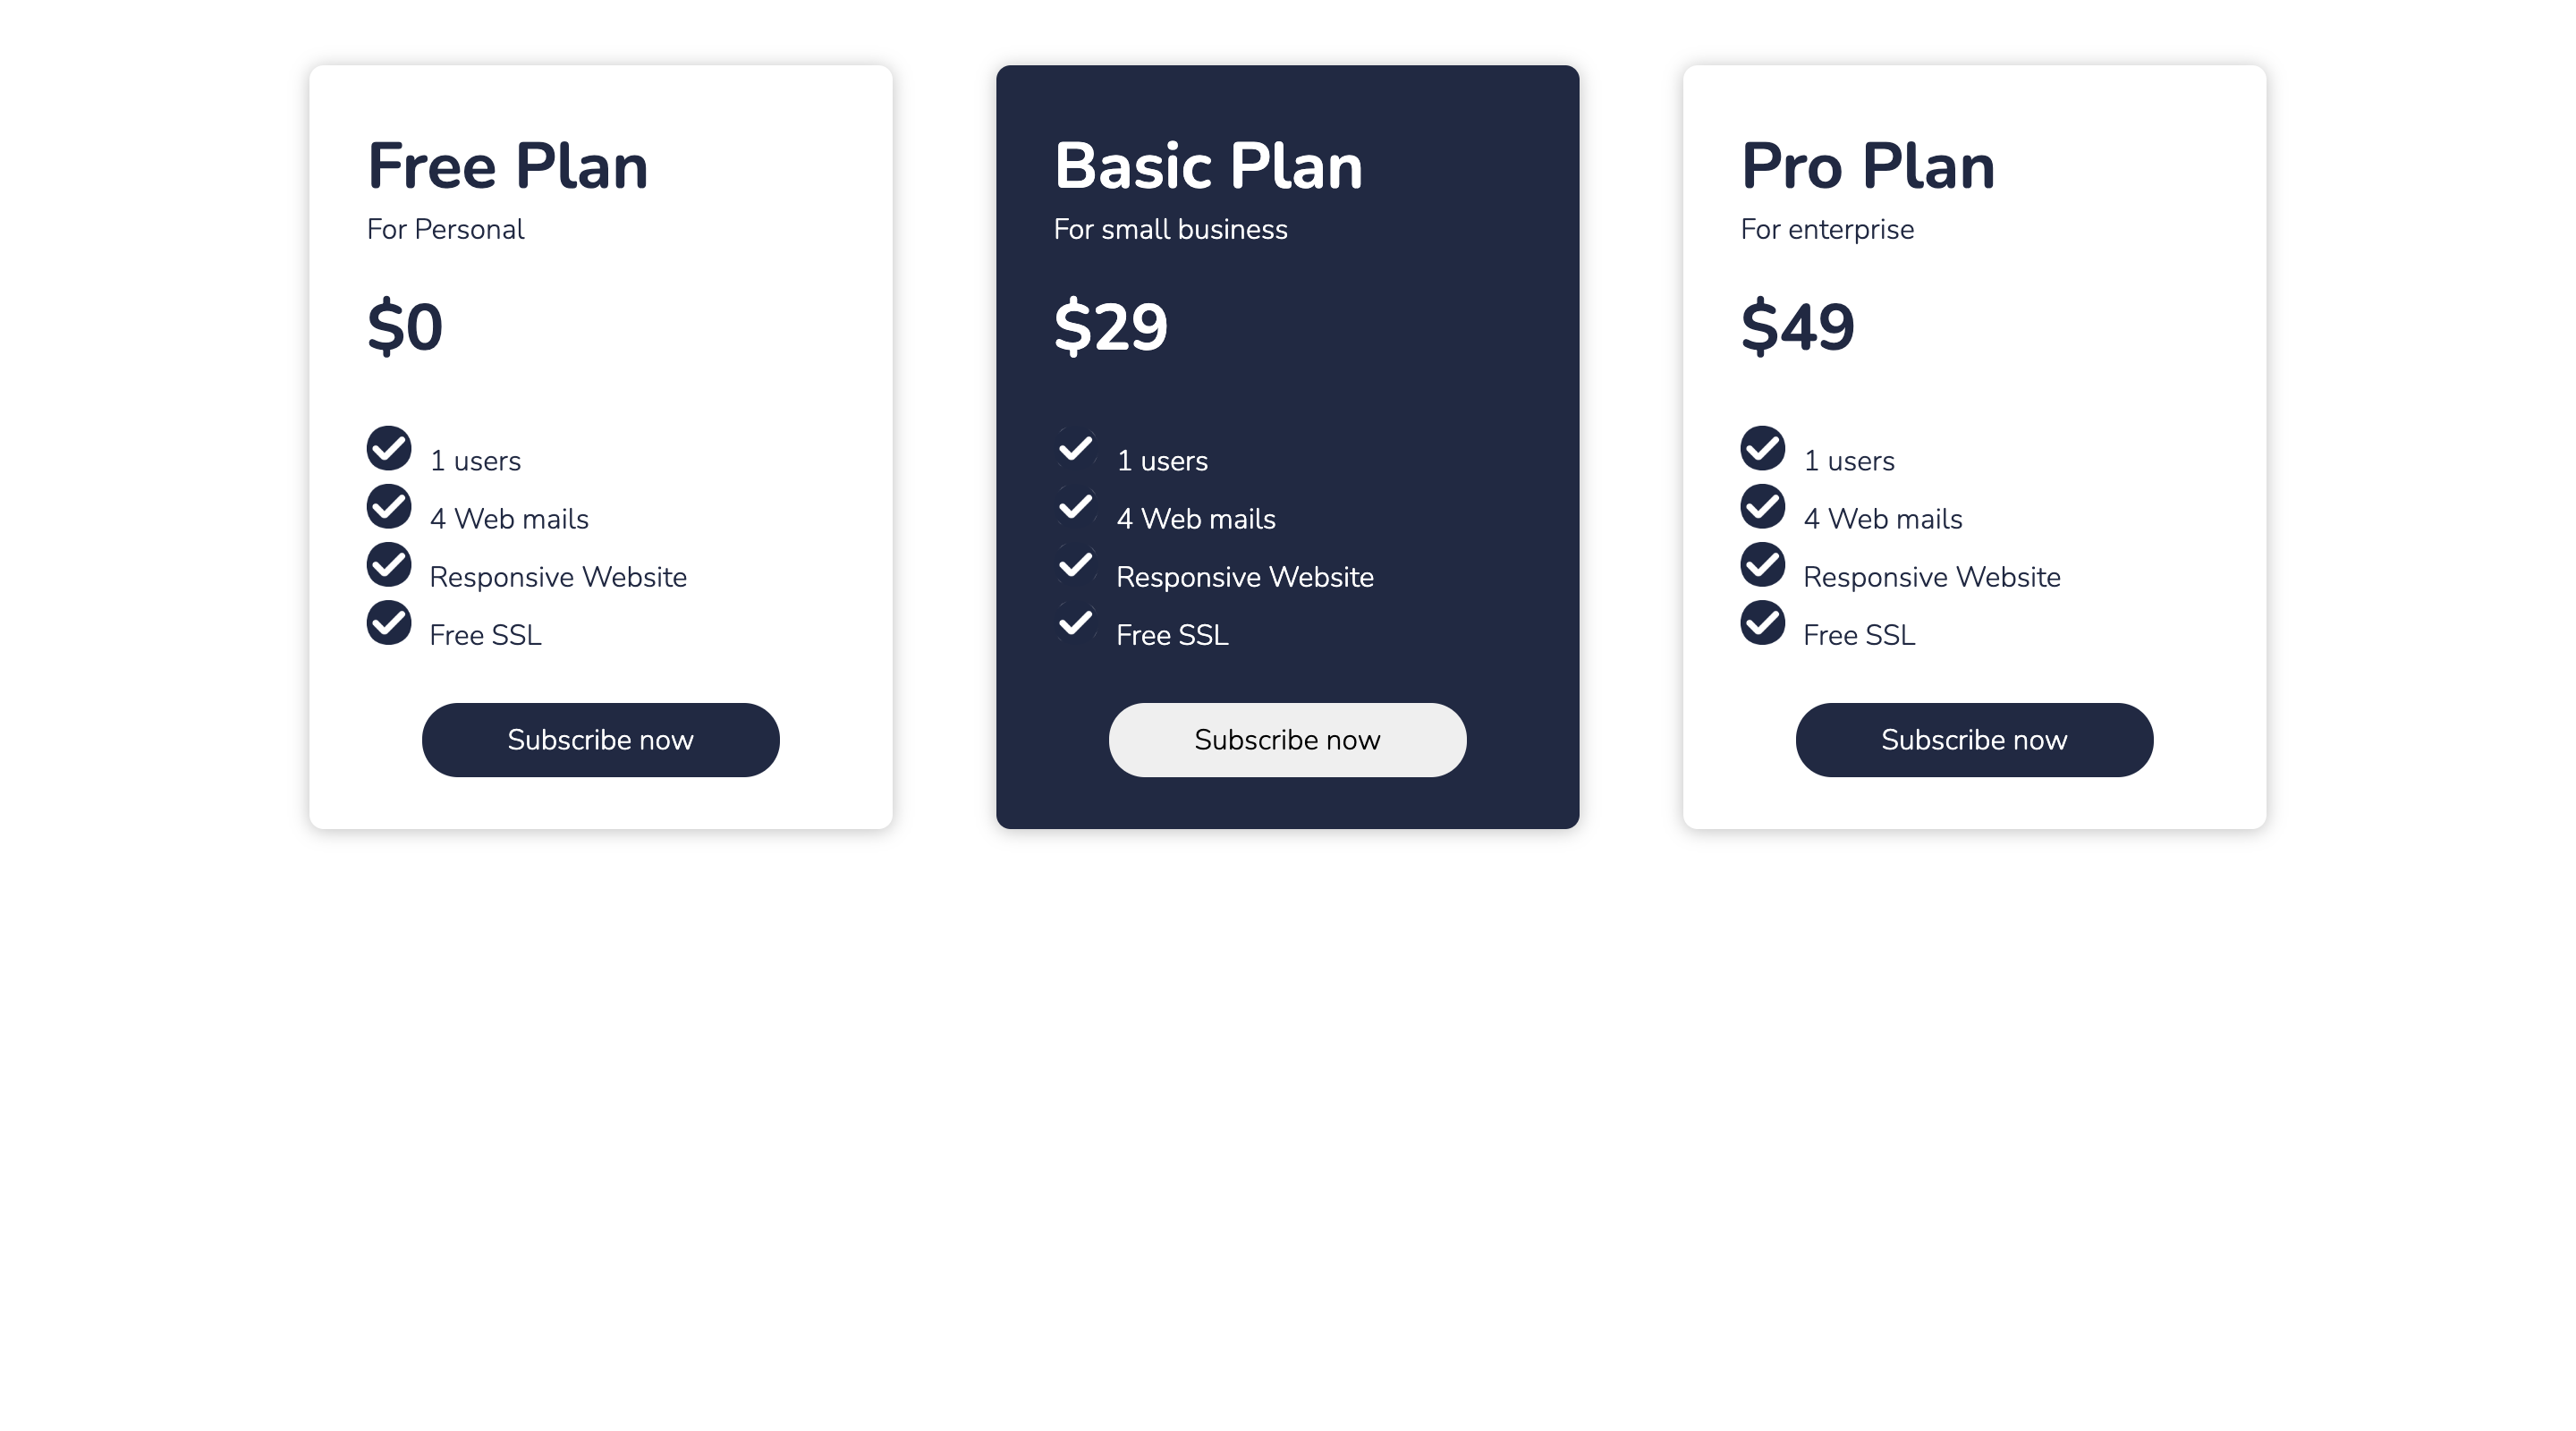 Free Plan
For Personal
$0
1 users
4 Web mails
Responsive Website
Free SSL
Subscribe now
Basic Plan
For small business
$29
1 users
4 Web mails
Responsive Website
Free SSL
Subscribe now
Pro Plan
For enterprise
$49
1 users
4 Web mails
Responsive Website
Free SSL
Subscribe now